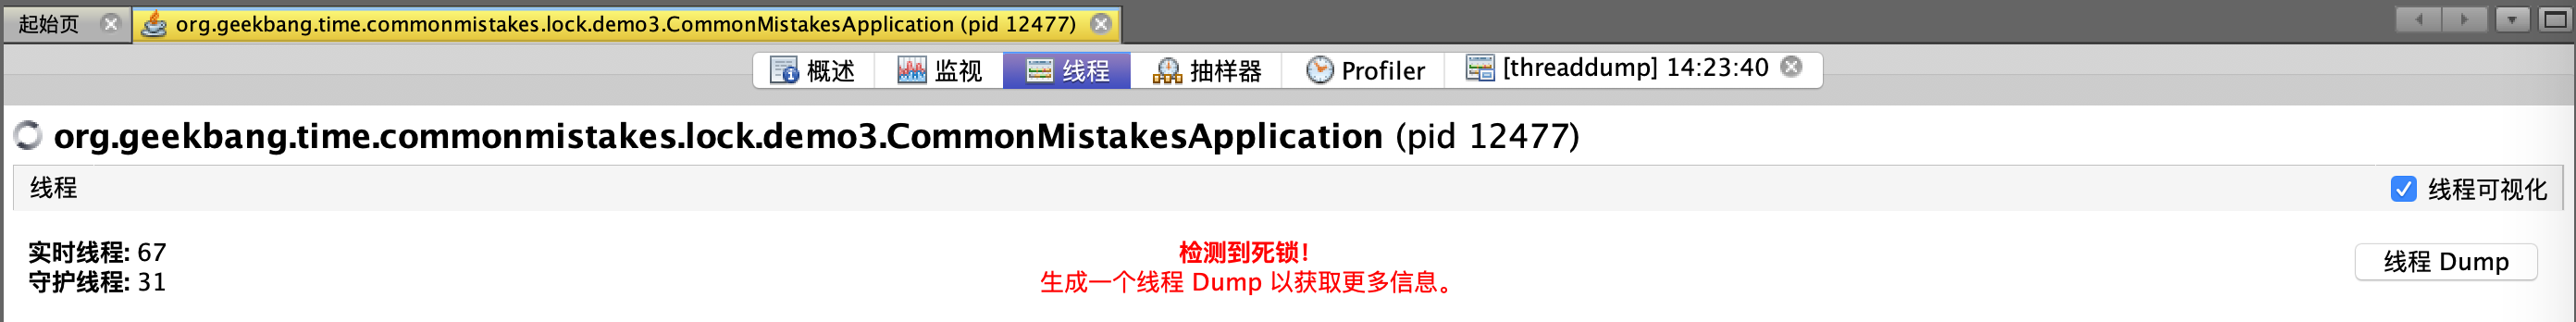 起始页
org.geekbang.time.commonmistakes.lock.demo3.CommonMistakesApplication (pid 12477)
概述 监视 线程 抽样器 Profiler [threaddump] 14:23:40
org.geekbang.time.commonmistakes.lock.demo3.CommonMistakesApplication (pid 12477)
线程
线程可视化
实时线程: 67
守护线程: 31
检测到死锁!
生成一个线程 Dump 以获取更多信息。
线程 Dump